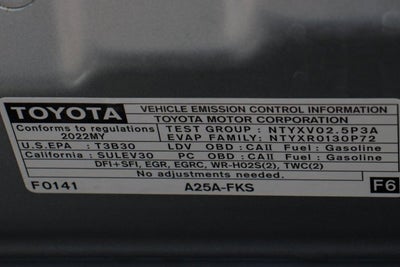 TOYOTA VEHICLE EMISSION CONTROL INFORMATION
TOYOTA MOTOR CORPORATION
Conforms to regulations TEST GROUP : NTYXV02.5P3A
2022MY EVAP FAMILY : NTYXR0130P72
U.S.EPA : T3B30 LDV OBD : CAII Fuel : Gasoline
California : SULEV30 PC OBD : CAII Fuel : Gasoline
DFI+SFI, EGR, EGRC, WR-HO2S(2), TWC(2)
No adjustments needed.
F0141 A25A-FKS F6